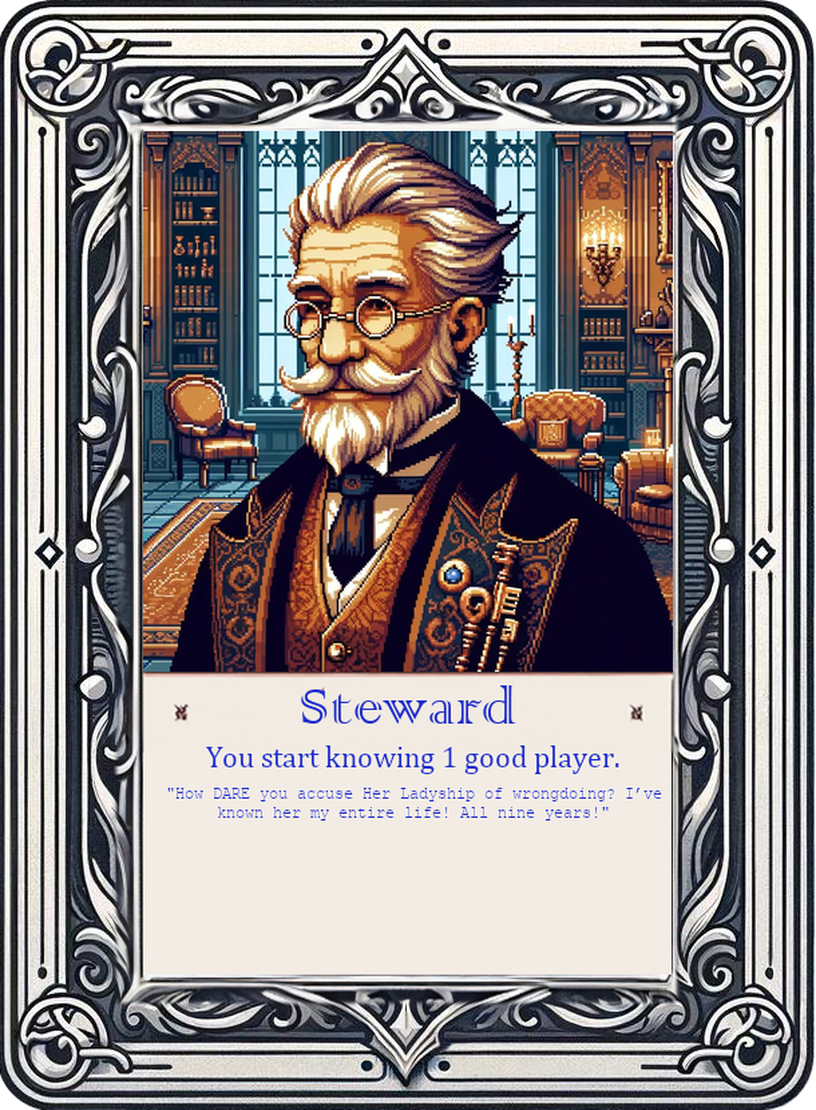 Steward
You start knowing 1 good player.
"How DARE you accuse Her Ladyship of wrongdoing? I’ve
known her my entire life! All nine years!"